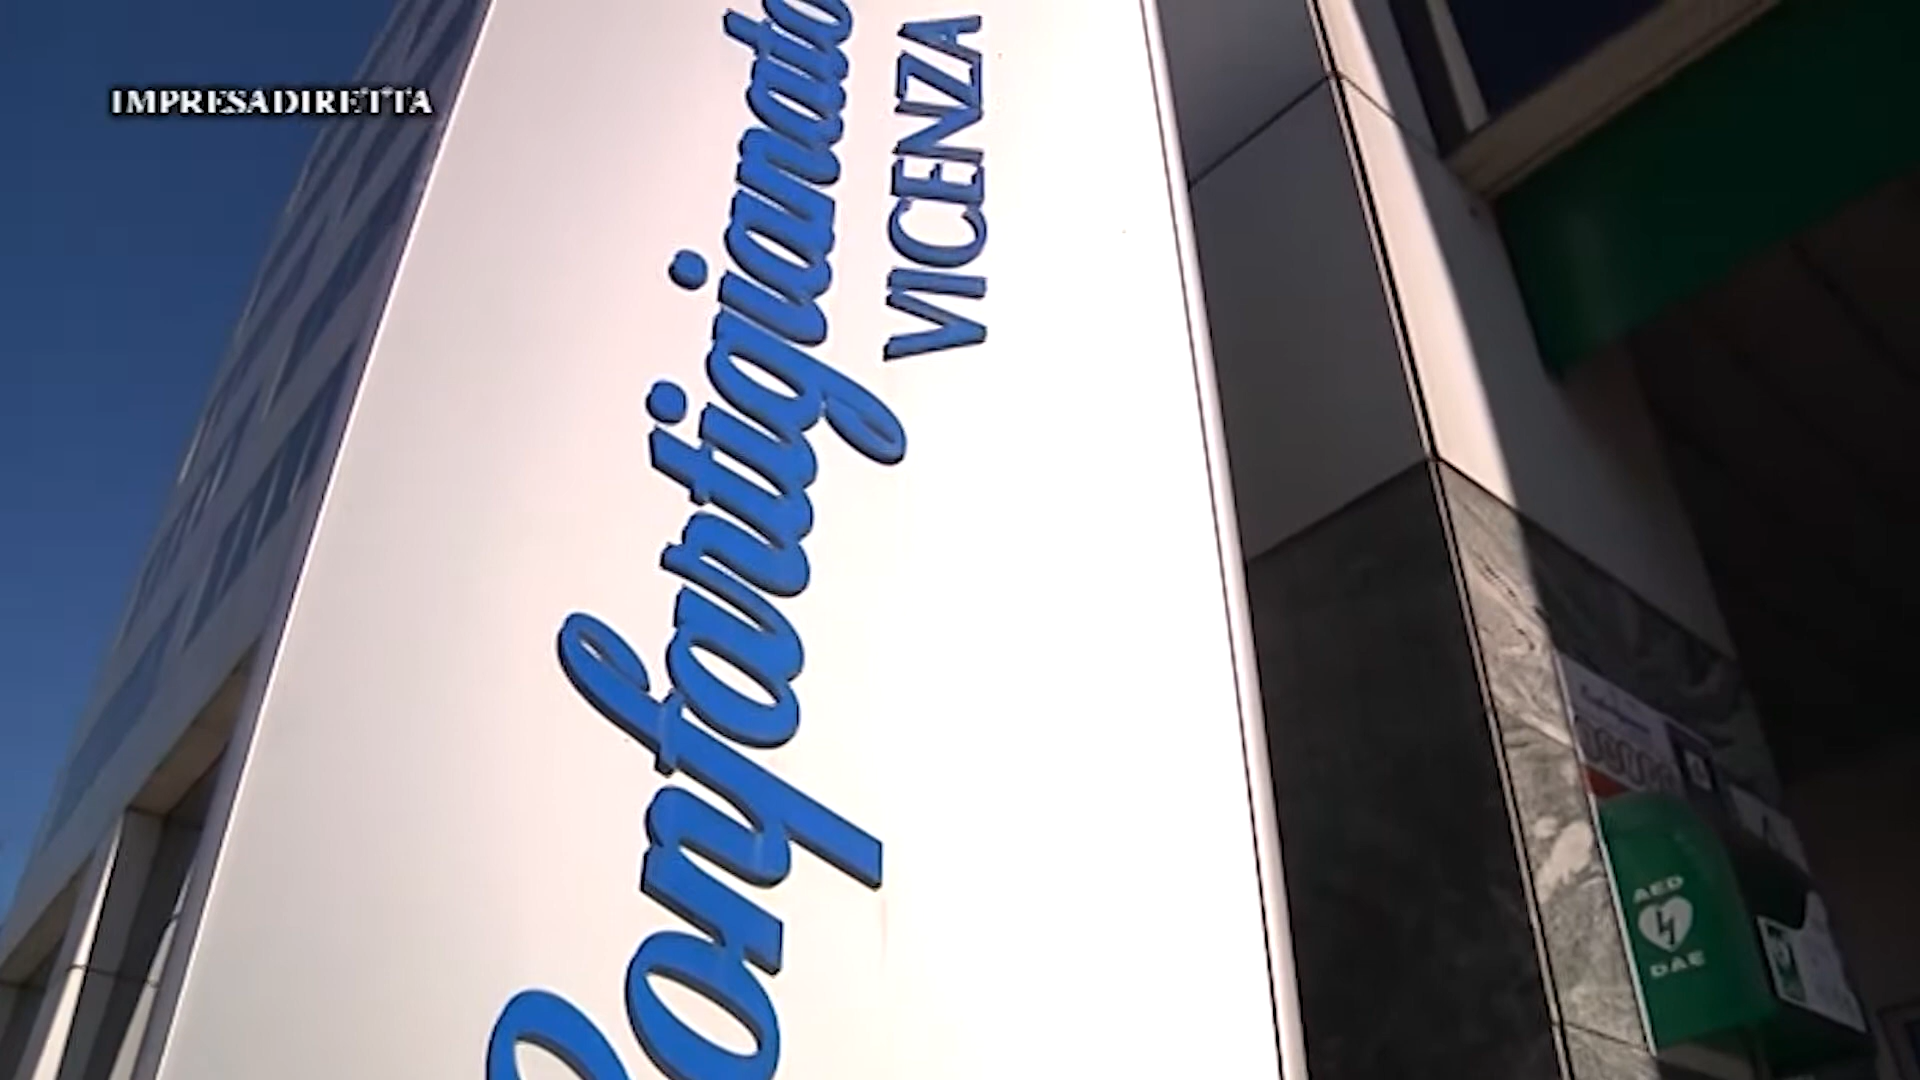 IMPRESADIRETTA
Confartigianato
VICENZA
AED
DAE